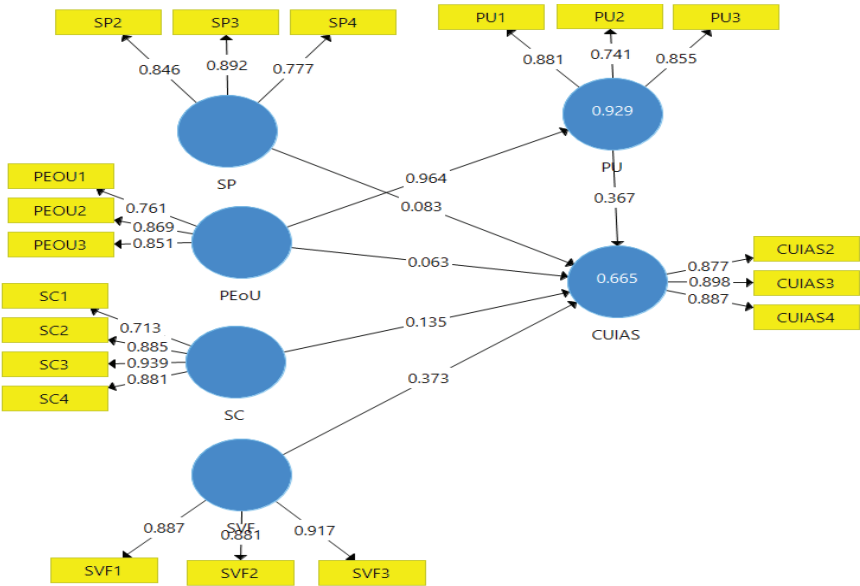 SP2
SP3
SP4
PU1
PU2
PU3
0.846
0.892
0.777
0.881
0.741
0.855
0.929
SP
PU
PEOU1
PEOU2
PEOU3
0.761
0.869
0.851
PEoU
0.964
0.083
0.367
0.063
0.665
CUIAS
0.877
0.898
0.887
CUIAS2
CUIAS3
CUIAS4
SC1
SC2
SC3
SC4
0.713
0.885
0.939
0.881
SC
0.135
0.373
SVF
0.887
0.881
0.917
SVF1
SVF2
SVF3